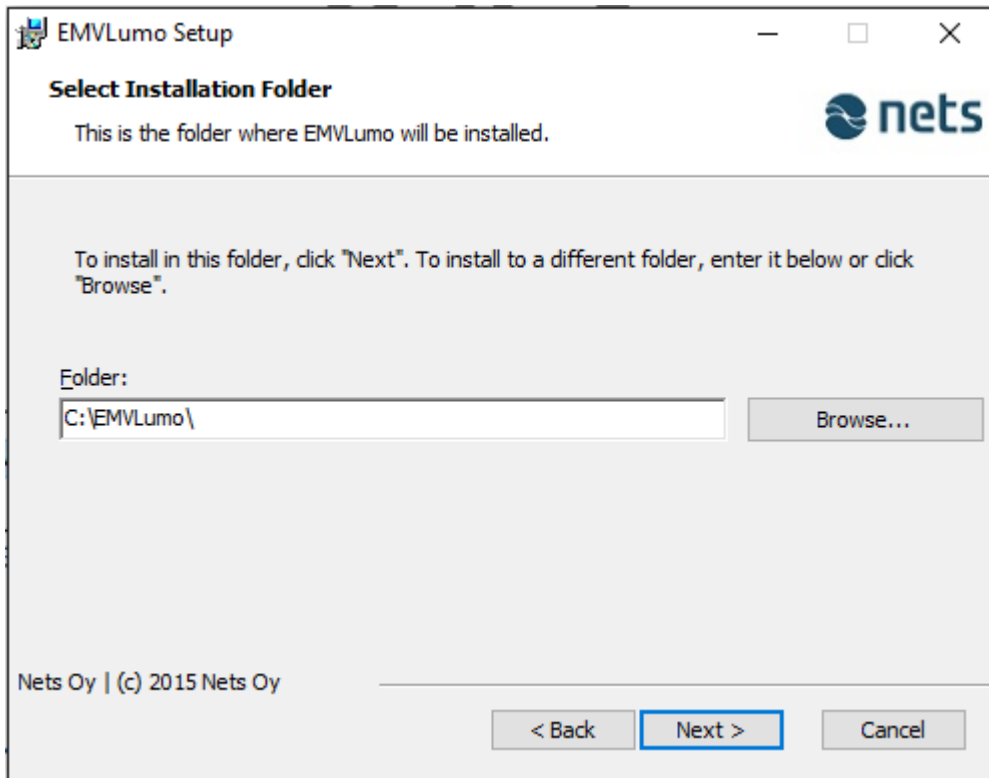 EMVLumo Setup
Select Installation Folder
This is the folder where EMVLumo will be installed.
nets
To install in this folder, click "Next". To install to a different folder, enter it below or click
"Browse".
Folder:
C:\EMVLumo\
Browse...
Nets Oy | (c) 2015 Nets Oy
< Back
Next >
Cancel